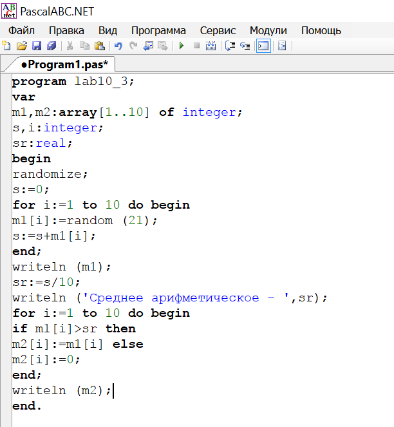 PascalABC.NET
Файл Правка Вид Программа Сервис Модули Помощь
●Program1.pas*
program lab10_3;
var
m1,m2:array[1..10] of integer;
s,i:integer;
sr:real;
begin
randomize;
s:=0;
for i:=1 to 10 do begin
m1[i]:=random (21);
s:=s+m1[i];
end;
writeln (m1);
sr:=s/10;
writeln ('Среднее арифметическое - ',sr);
for i:=1 to 10 do begin
if m1[i]>sr then
m2[i]:=m1[i] else
m2[i]:=0;
end;
writeln (m2);
end.